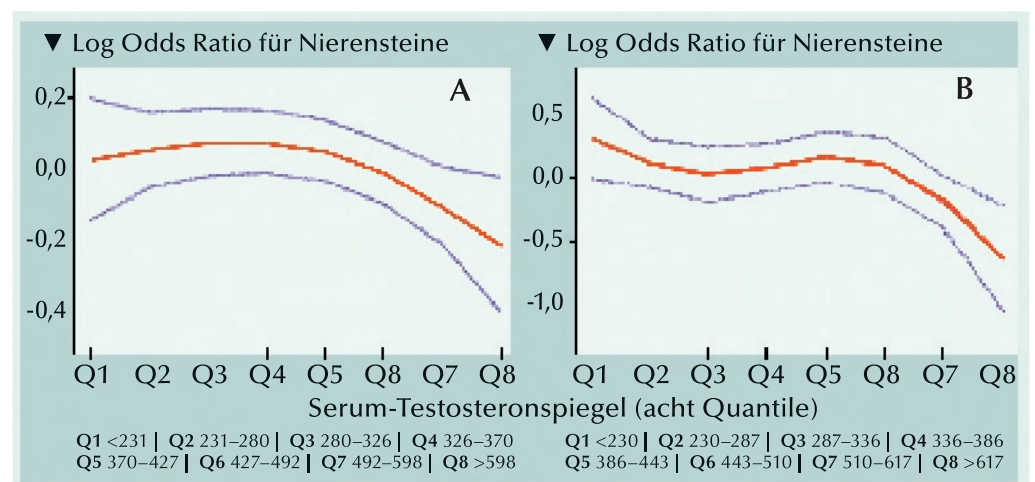 ▼ Log Odds Ratio für Nierensteine
A
0,2
0,0
-0,2
-0,4
Q1 Q2 Q3 Q4 Q5 Q8 Q7 Q8
▼ Log Odds Ratio für Nierensteine
B
0,5
0,0
-0,5
-1,0
Q1 Q2 Q3 Q4 Q5 Q8 Q7 Q8
Serum-Testosteronspiegel (acht Quantile)
Q1 <231 | Q2 231–280 | Q3 280–326 | Q4 326–370
Q5 370–427 | Q6 427–492 | Q7 492–598 | Q8 >598
Q1 <230 | Q2 230–287 | Q3 287–336 | Q4 336–386
Q5 386–443 | Q6 443–510 | Q7 510–617 | Q8 >617